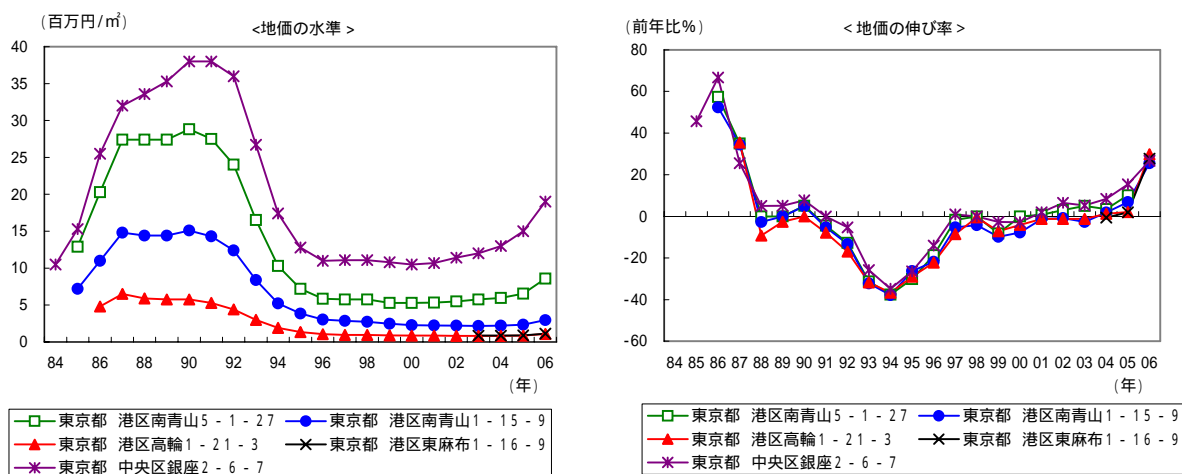 (百万円/㎡) <地価の水準>
40
35
30
25
20
15
10
5
0
84 86 88 90 92 94 96 98 00 02 04 06
(年)
東京都 港区南青山5-1-27 東京都 港区南青山1-15-9
東京都 港区高輪1-21-3 東京都 港区東麻布1-16-9
東京都 中央区銀座2-6-7
(前年比%) <地価の伸び率>
80
60
40
20
0
-20
-40
-60
84 85 86 87 88 89 90 91 92 93 94 95 96 97 98 99 00 01 02 03 04 05 06
(年)
東京都 港区南青山5-1-27 東京都 港区南青山1-15-9
東京都 港区高輪1-21-3 東京都 港区東麻布1-16-9
東京都 中央区銀座2-6-7